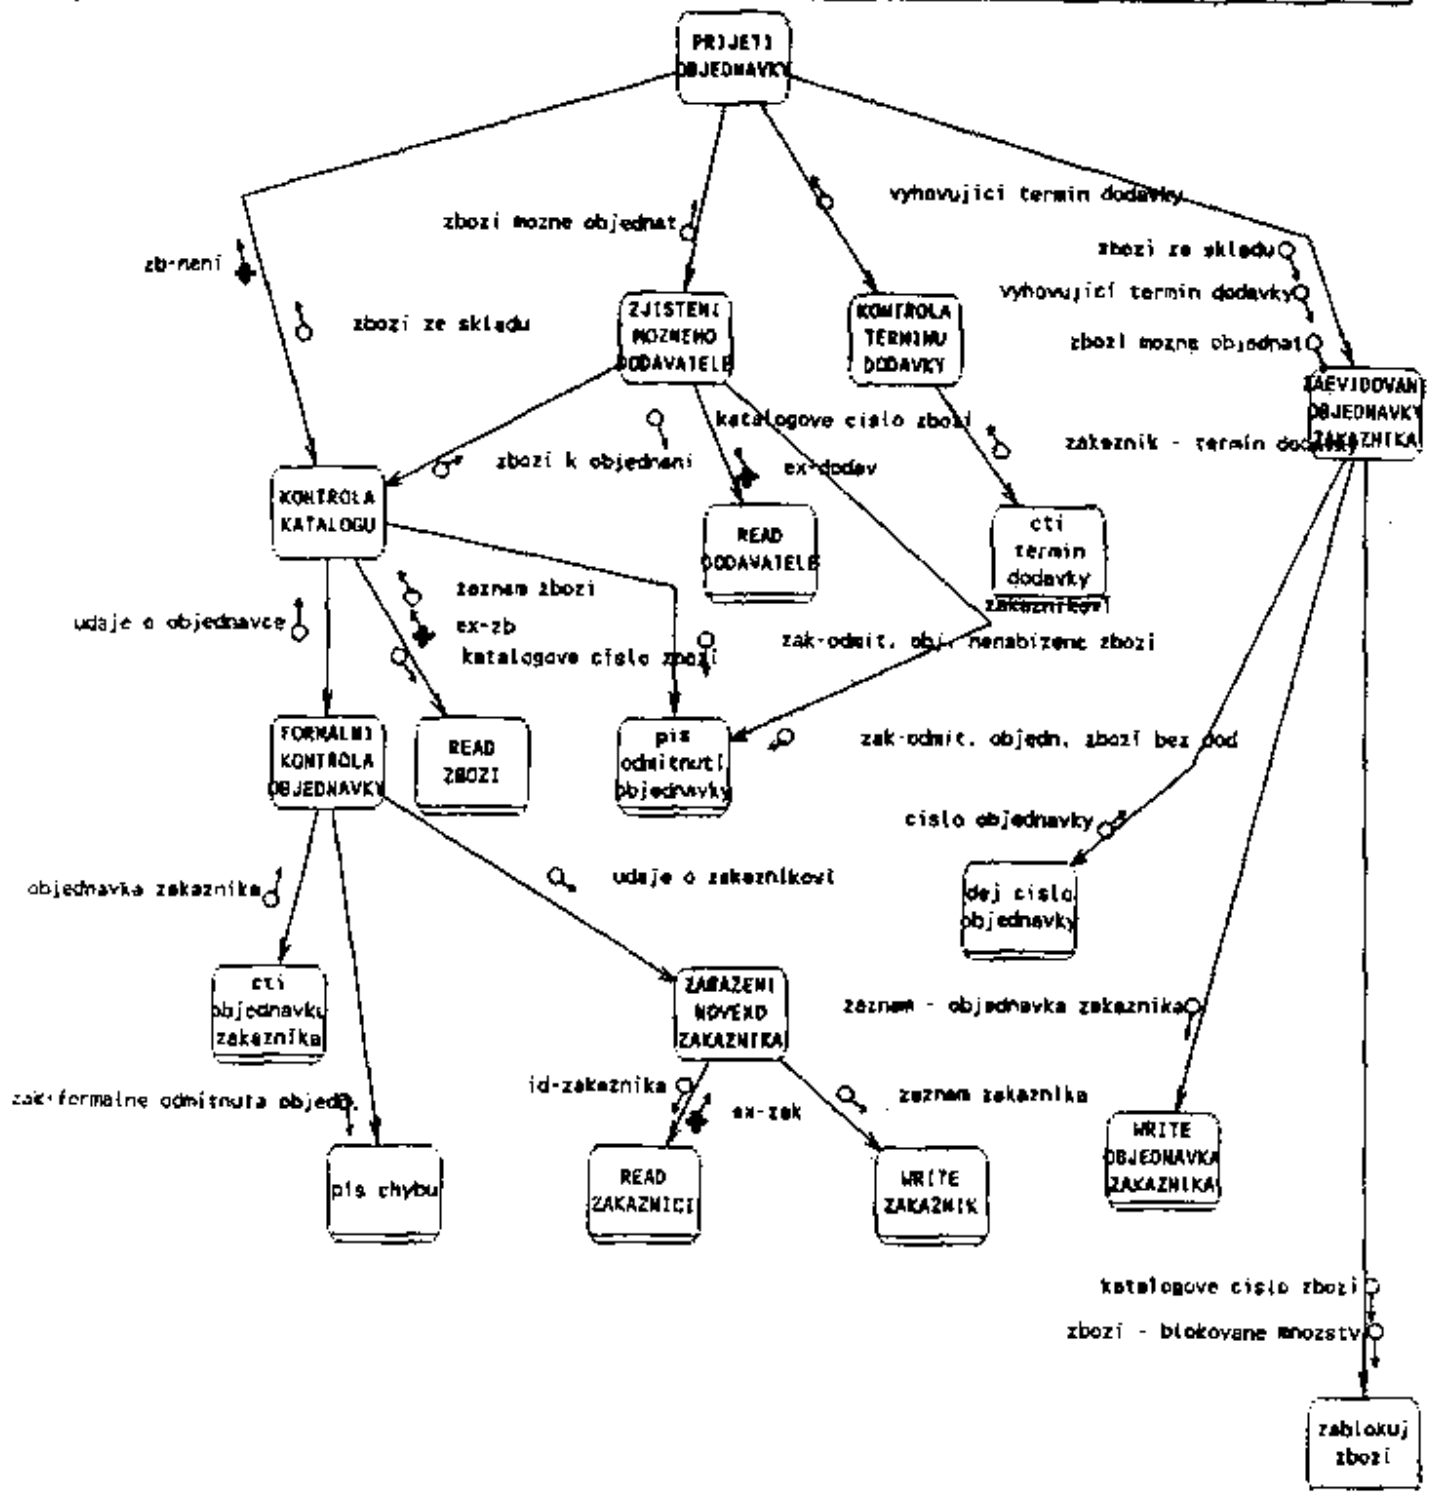 PRIJETI
OBJEDNAVKY
vyhovujici termin dodavky
zbozi mozne objednat
zbozi ze skladu
zb-není
vyhovující termin dodavky
zbozi ze skladu
ZJISTENI
MOZNEHO
DODAVATELE
KONTROLA
TERMINU
DODAVKY
zbozi mozne objednat
ZAEVIDOVANI
OBJEDNAVKY
ZAKAZNIKA
katalogove cislo zbozi
zakaznik - termin dodavky
zbozi k objednani
ex-dodav
KONTROLA
KATALOGU
READ
DODAVATELE
cti
termin
dodavky
zakaznikovi
zaznam zbozi
udaje o objednavce
ex-zb
katalogove cislo zbozi
zak-odmit. obj. nenabizene zbozi
FORMALNI
KONTROLA
OBJEDNAVKY
READ
ZBOZI
pis
odmitnuti
objednavky
zak-odmit. objedn. zbozi bez dod
cislo objednavky
objednavka zakaznika
udaje o zakaznikovi
dej cislo
objednavky
cti
objednavku
zakaznika
ZARAZENI
NOVEHO
ZAKAZNIKA
zaznam - objednavka zakaznika
id-zakaznika
zaznam zakaznika
zak-formalne odmitnuta objedn.
ex-zak
WRITE
OBJEDNAVKA
ZAKAZNIKA
pis chybu
READ
ZAKAZNICI
WRITE
ZAKAZNIK
katalogove cislo zbozi
zbozi - blokovane mnozstvi
zablokuj
zbozi